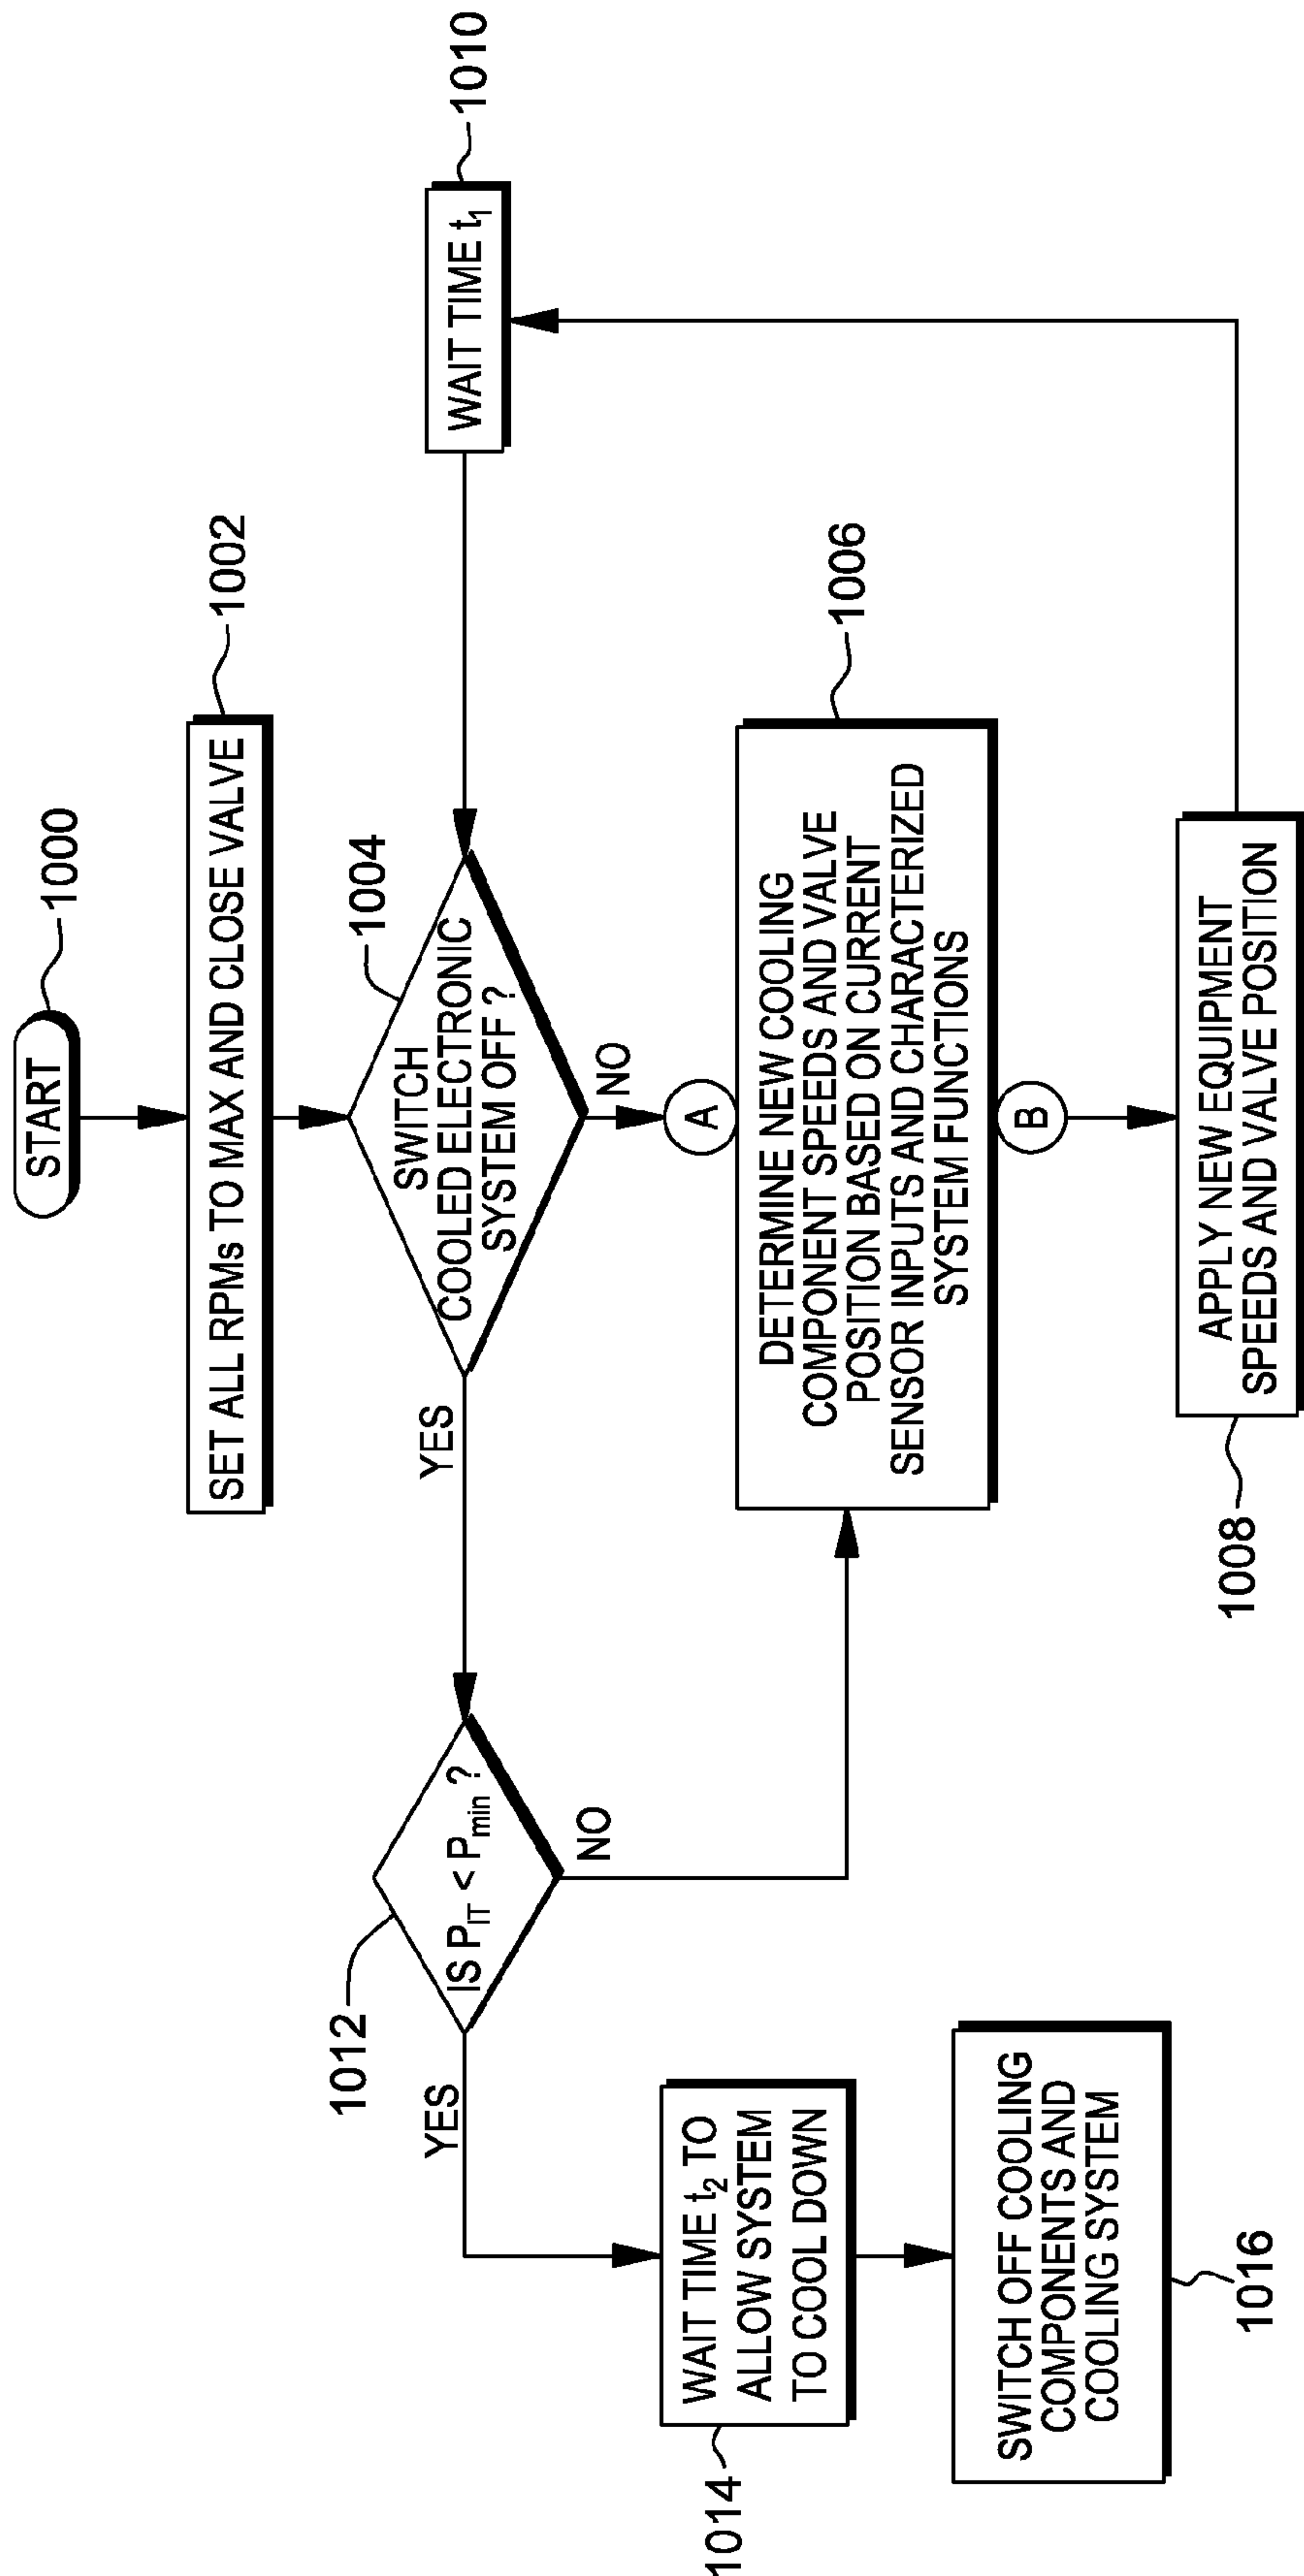 START
1000
SET ALL RPMs TO MAX AND CLOSE VALVE
1002
SWITCH
COOLED ELECTRONIC
SYSTEM OFF ?
1004
YES
NO
WAIT TIME t₁
1010
IS P_IT < P_min ?
1012
YES
NO
A
DETERMINE NEW COOLING
COMPONENT SPEEDS AND VALVE
POSITION BASED ON CURRENT
SENSOR INPUTS AND CHARACTERIZED
SYSTEM FUNCTIONS
1006
B
WAIT TIME t₂ TO
ALLOW SYSTEM
TO COOL DOWN
1014
SWITCH OFF COOLING
COMPONENTS AND
COOLING SYSTEM
1016
APPLY NEW EQUIPMENT
SPEEDS AND VALVE POSITION
1008